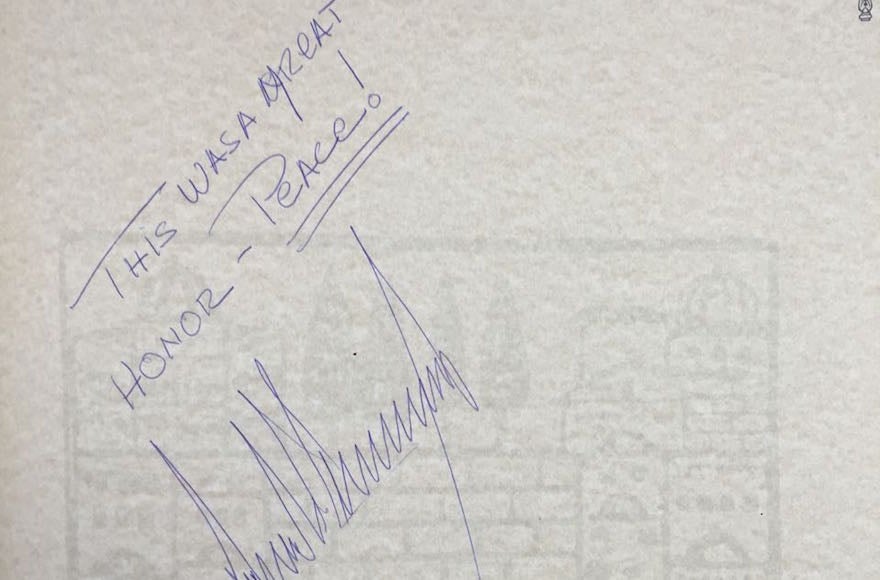 THIS WAS A GREAT
HONOR - PEACE!